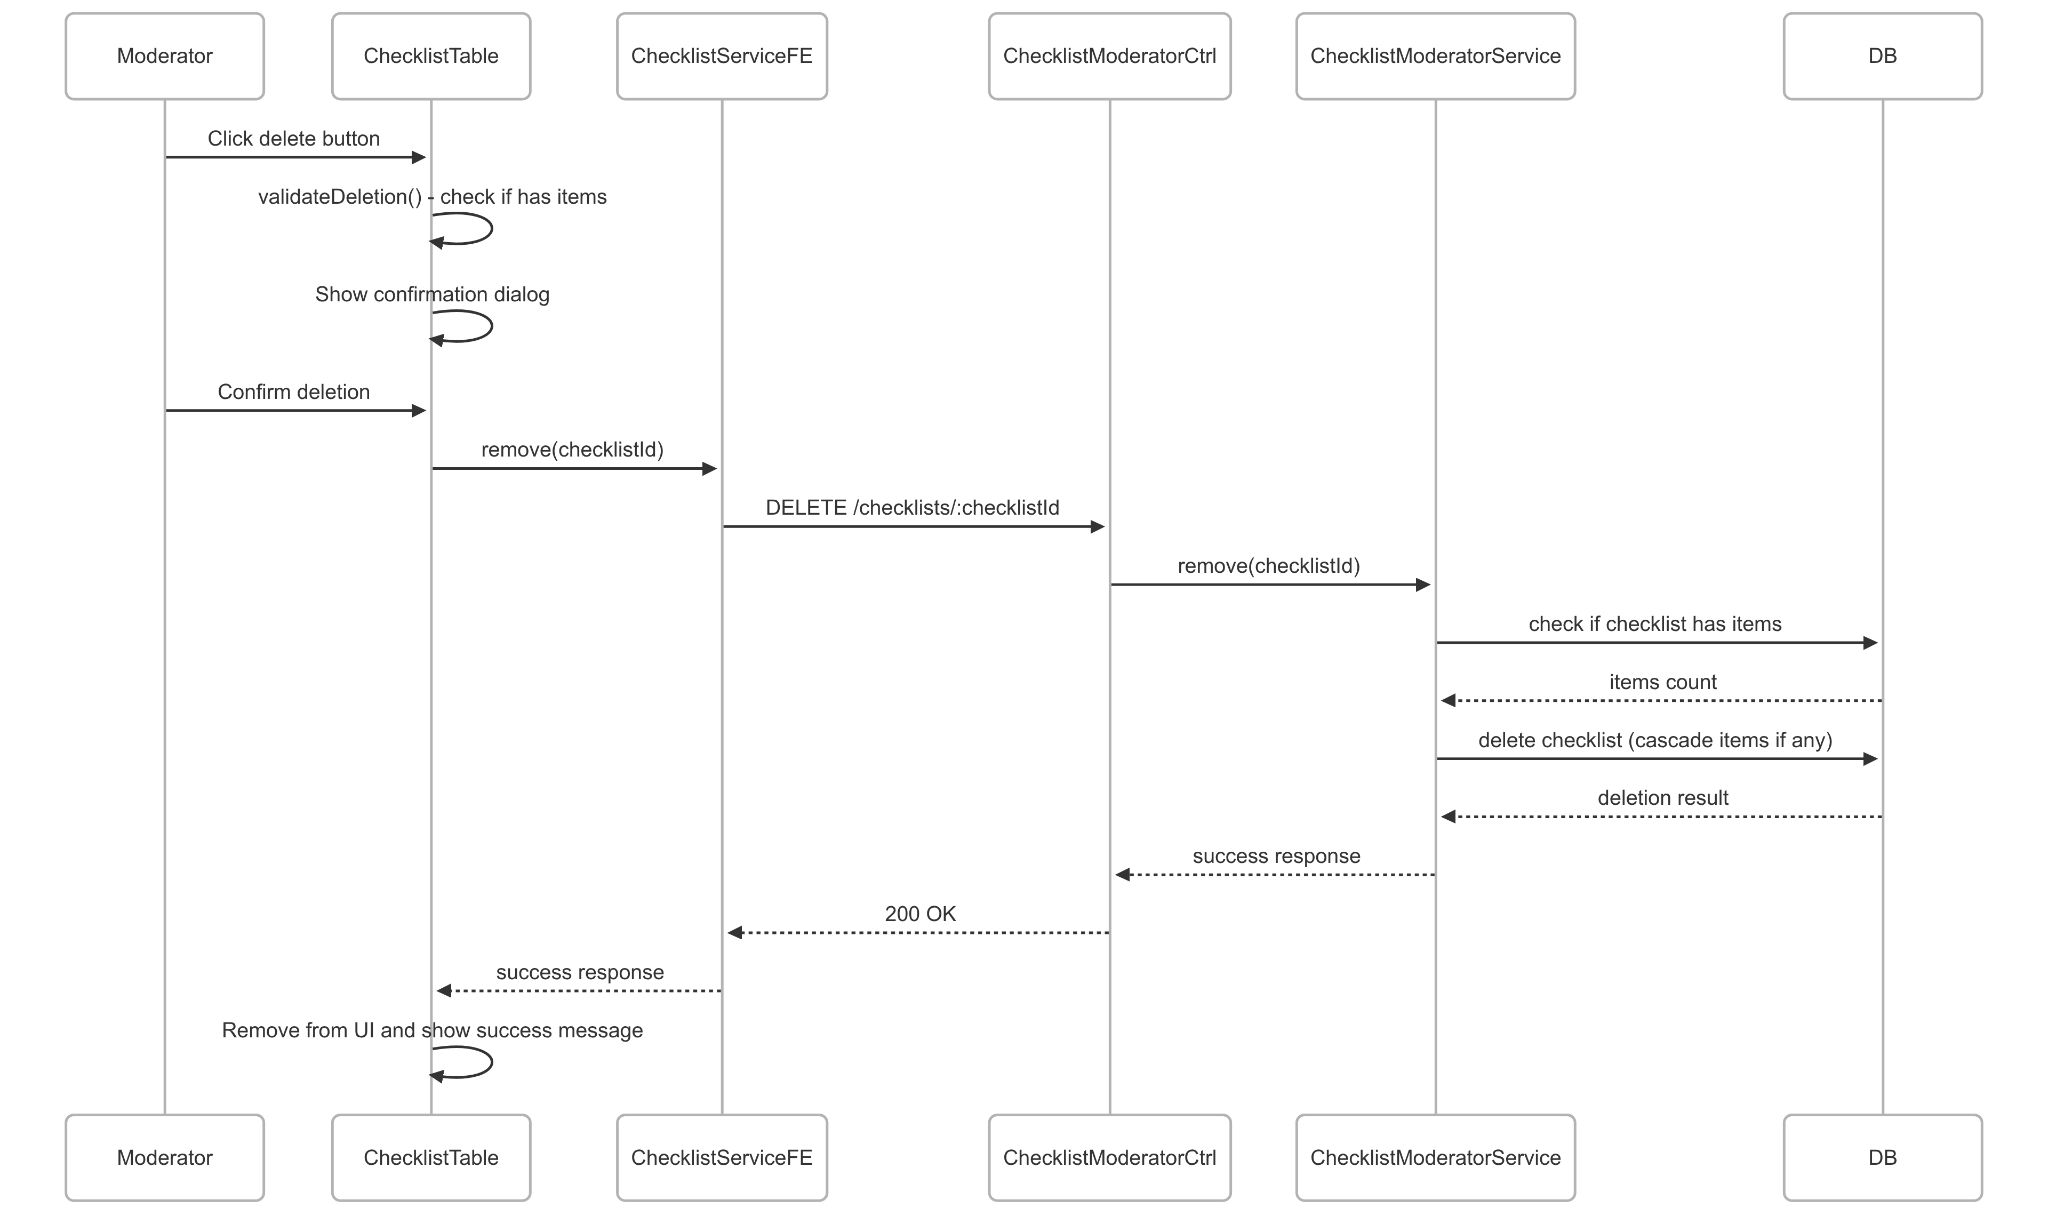 Moderator
ChecklistTable
ChecklistServiceFE
ChecklistModeratorCtrl
ChecklistModeratorService
DB
Click delete button
validateDeletion() - check if has items
Show confirmation dialog
Confirm deletion
remove(checklistId)
DELETE /checklists/:checklistId
remove(checklistId)
check if checklist has items
items count
delete checklist (cascade items if any)
deletion result
success response
200 OK
success response
Remove from UI and show success message
Moderator
ChecklistTable
ChecklistServiceFE
ChecklistModeratorCtrl
ChecklistModeratorService
DB